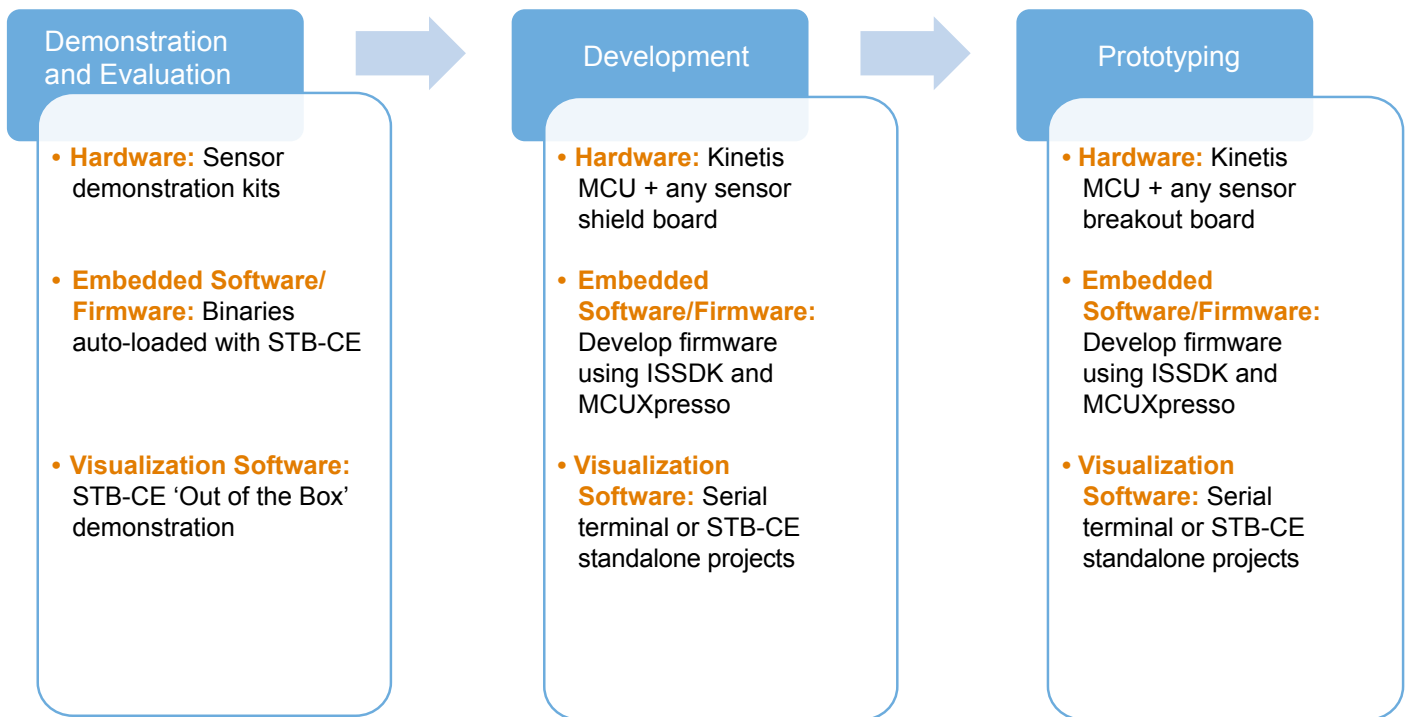 Demonstration
and Evaluation
• Hardware: Sensor
demonstration kits
• Embedded Software/
Firmware: Binaries
auto-loaded with STB-CE
• Visualization Software:
STB-CE ‘Out of the Box’
demonstration
Development
• Hardware: Kinetis
MCU + any sensor
shield board
• Embedded
Software/Firmware:
Develop firmware
using ISSDK and
MCUXpresso
• Visualization
Software: Serial
terminal or STB-CE
standalone projects
Prototyping
• Hardware: Kinetis
MCU + any sensor
breakout board
• Embedded
Software/Firmware:
Develop firmware
using ISSDK and
MCUXpresso
• Visualization
Software: Serial
terminal or STB-CE
standalone projects